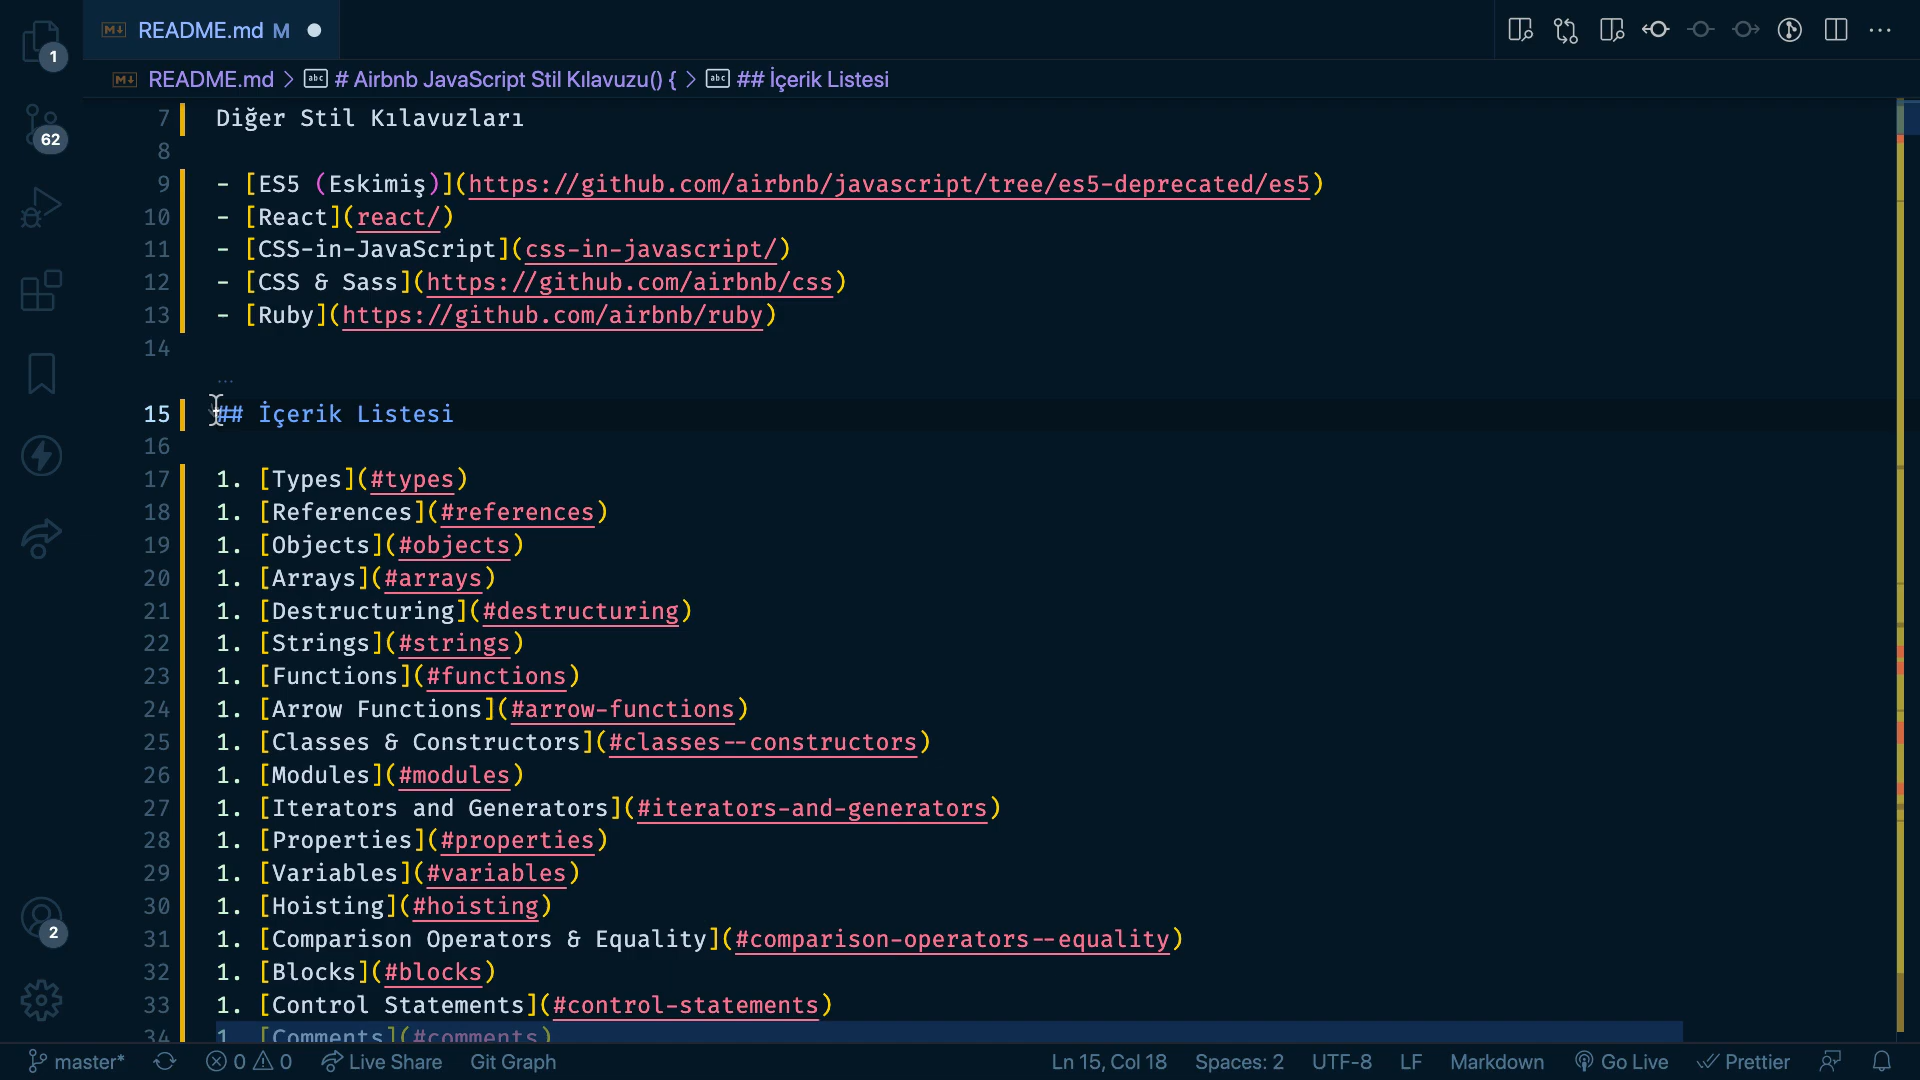 README.md M
README.md > # Airbnb JavaScript Stil Kılavuzu() { > ## İçerik Listesi
1
62
2
7 Diğer Stil Kılavuzları
8
9 - [ES5 (Eskimiş)](https://github.com/airbnb/javascript/tree/es5-deprecated/es5)
10 - [React](react/)
11 - [CSS-in-JavaScript](css-in-javascript/)
12 - [CSS & Sass](https://github.com/airbnb/css)
13 - [Ruby](https://github.com/airbnb/ruby)
14
...
15 ## İçerik Listesi
16
17 1. [Types](#types)
18 1. [References](#references)
19 1. [Objects](#objects)
20 1. [Arrays](#arrays)
21 1. [Destructuring](#destructuring)
22 1. [Strings](#strings)
23 1. [Functions](#functions)
24 1. [Arrow Functions](#arrow-functions)
25 1. [Classes & Constructors](#classes--constructors)
26 1. [Modules](#modules)
27 1. [Iterators and Generators](#iterators-and-generators)
28 1. [Properties](#properties)
29 1. [Variables](#variables)
30 1. [Hoisting](#hoisting)
31 1. [Comparison Operators & Equality](#comparison-operators--equality)
32 1. [Blocks](#blocks)
33 1. [Control Statements](#control-statements)
34 1. [Comments](#comments)
master* 0 0 Live Share Git Graph Ln 15, Col 18 Spaces: 2 UTF-8 LF Markdown Go Live Prettier